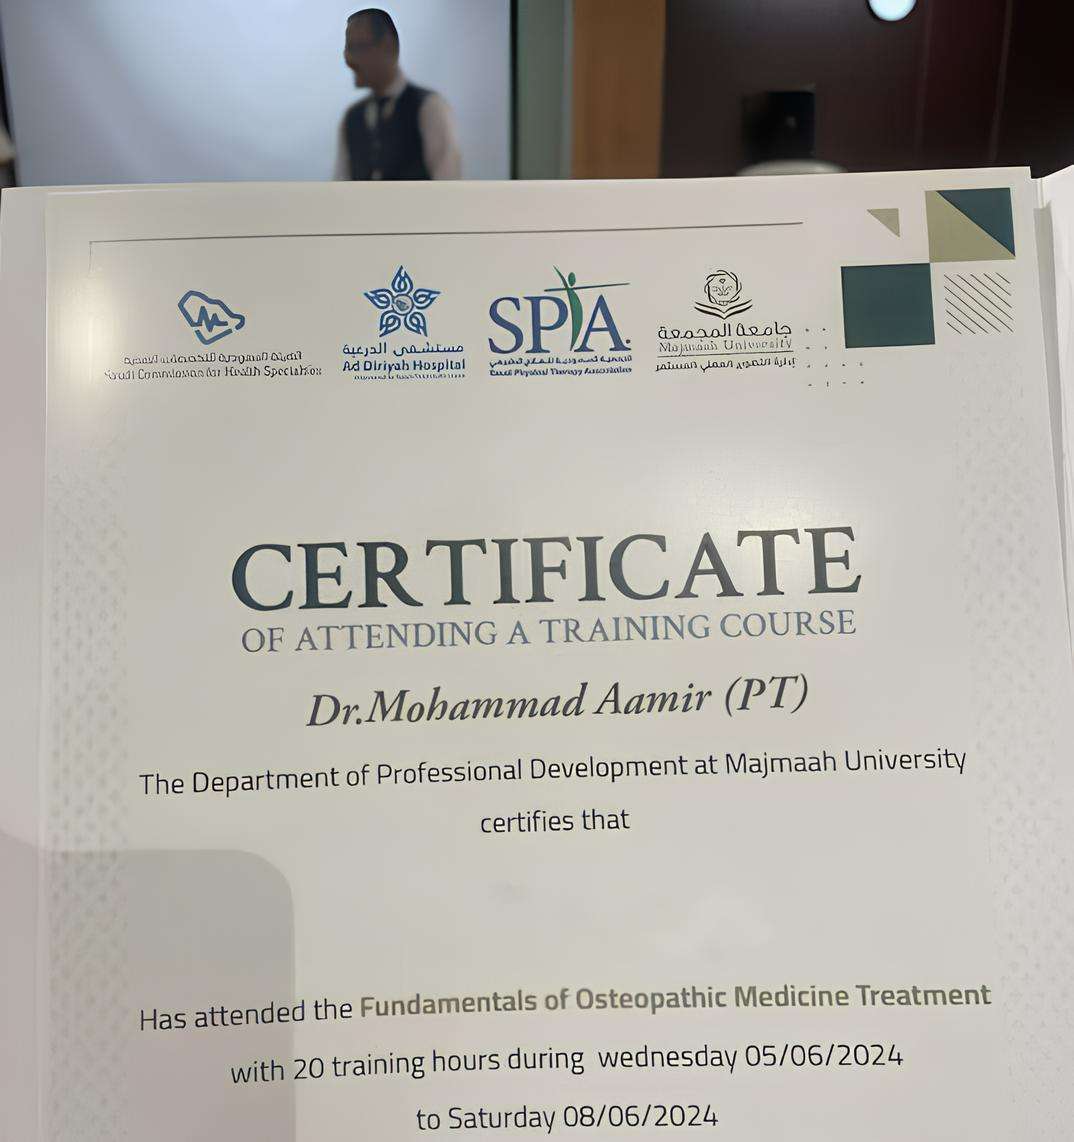 مستشفى الدرعية
Ad Diriyah Hospital
SPTA
جامعة المجمعة
Majmaah University
CERTIFICATE
OF ATTENDING A TRAINING COURSE
Dr.Mohammad Aamir (PT)
The Department of Professional Development at Majmaah University
certifies that
Has attended the Fundamentals of Osteopathic Medicine Treatment
with 20 training hours during wednesday 05/06/2024
to Saturday 08/06/2024